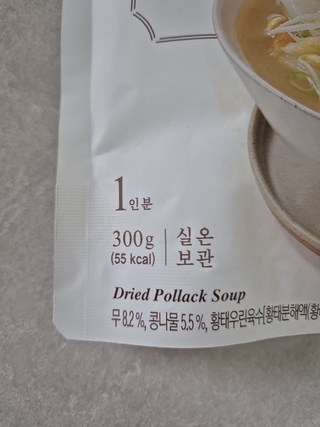 1인분
300g
(55 kcal)
실온
보관
Dried Pollack Soup
무 8.2%, 콩나물 5.5%, 황태우린육수[황태분해액(황태